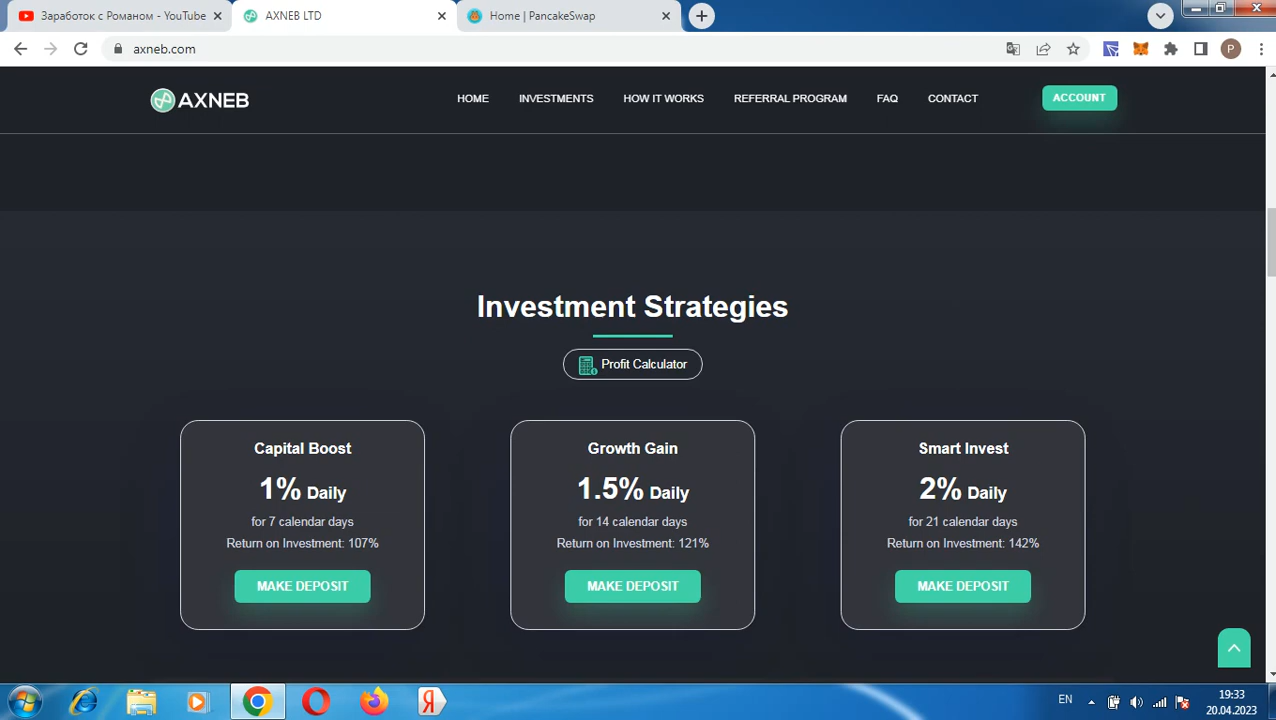 Заработок с Романом - YouTube
AXNEB LTD
Home | PancakeSwap
axneb.com
P
AXNEB
HOME
INVESTMENTS
HOW IT WORKS
REFERRAL PROGRAM
FAQ
CONTACT
ACCOUNT
Investment Strategies
Profit Calculator
Capital Boost
1% Daily
for 7 calendar days
Return on Investment: 107%
MAKE DEPOSIT
Growth Gain
1.5% Daily
for 14 calendar days
Return on Investment: 121%
MAKE DEPOSIT
Smart Invest
2% Daily
for 21 calendar days
Return on Investment: 142%
MAKE DEPOSIT
Я
EN
19:33
20.04.2023